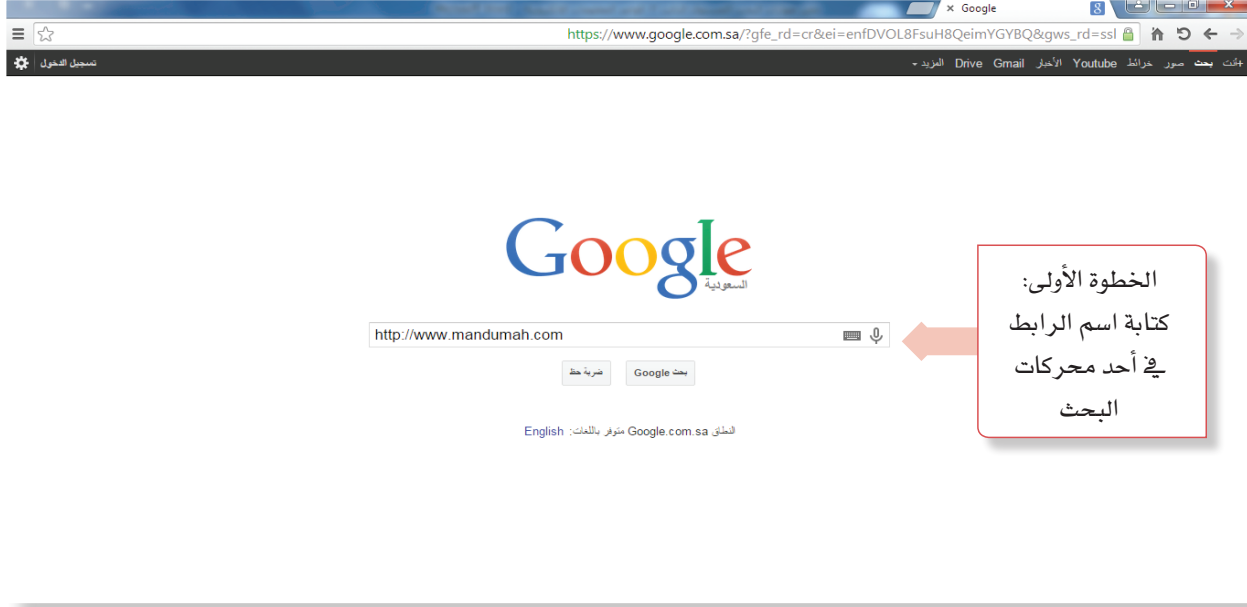 × Google
https://www.google.com.sa/?gfe_rd=cr&ei=enfDVOL8FsuH8QeimYGYBQ&gws_rd=ssl
+أنت بحث صور خرائط Youtube الأخبار Drive Gmail المزيد
تسجيل الدخول
Google
السعودية
http://www.mandumah.com
بحث Google
ضربة حظ
النطاق Google.com.sa متوفر باللغات: English
الخطوة الأولى:
كتابة اسم الرابط
في أحد محركات
البحث